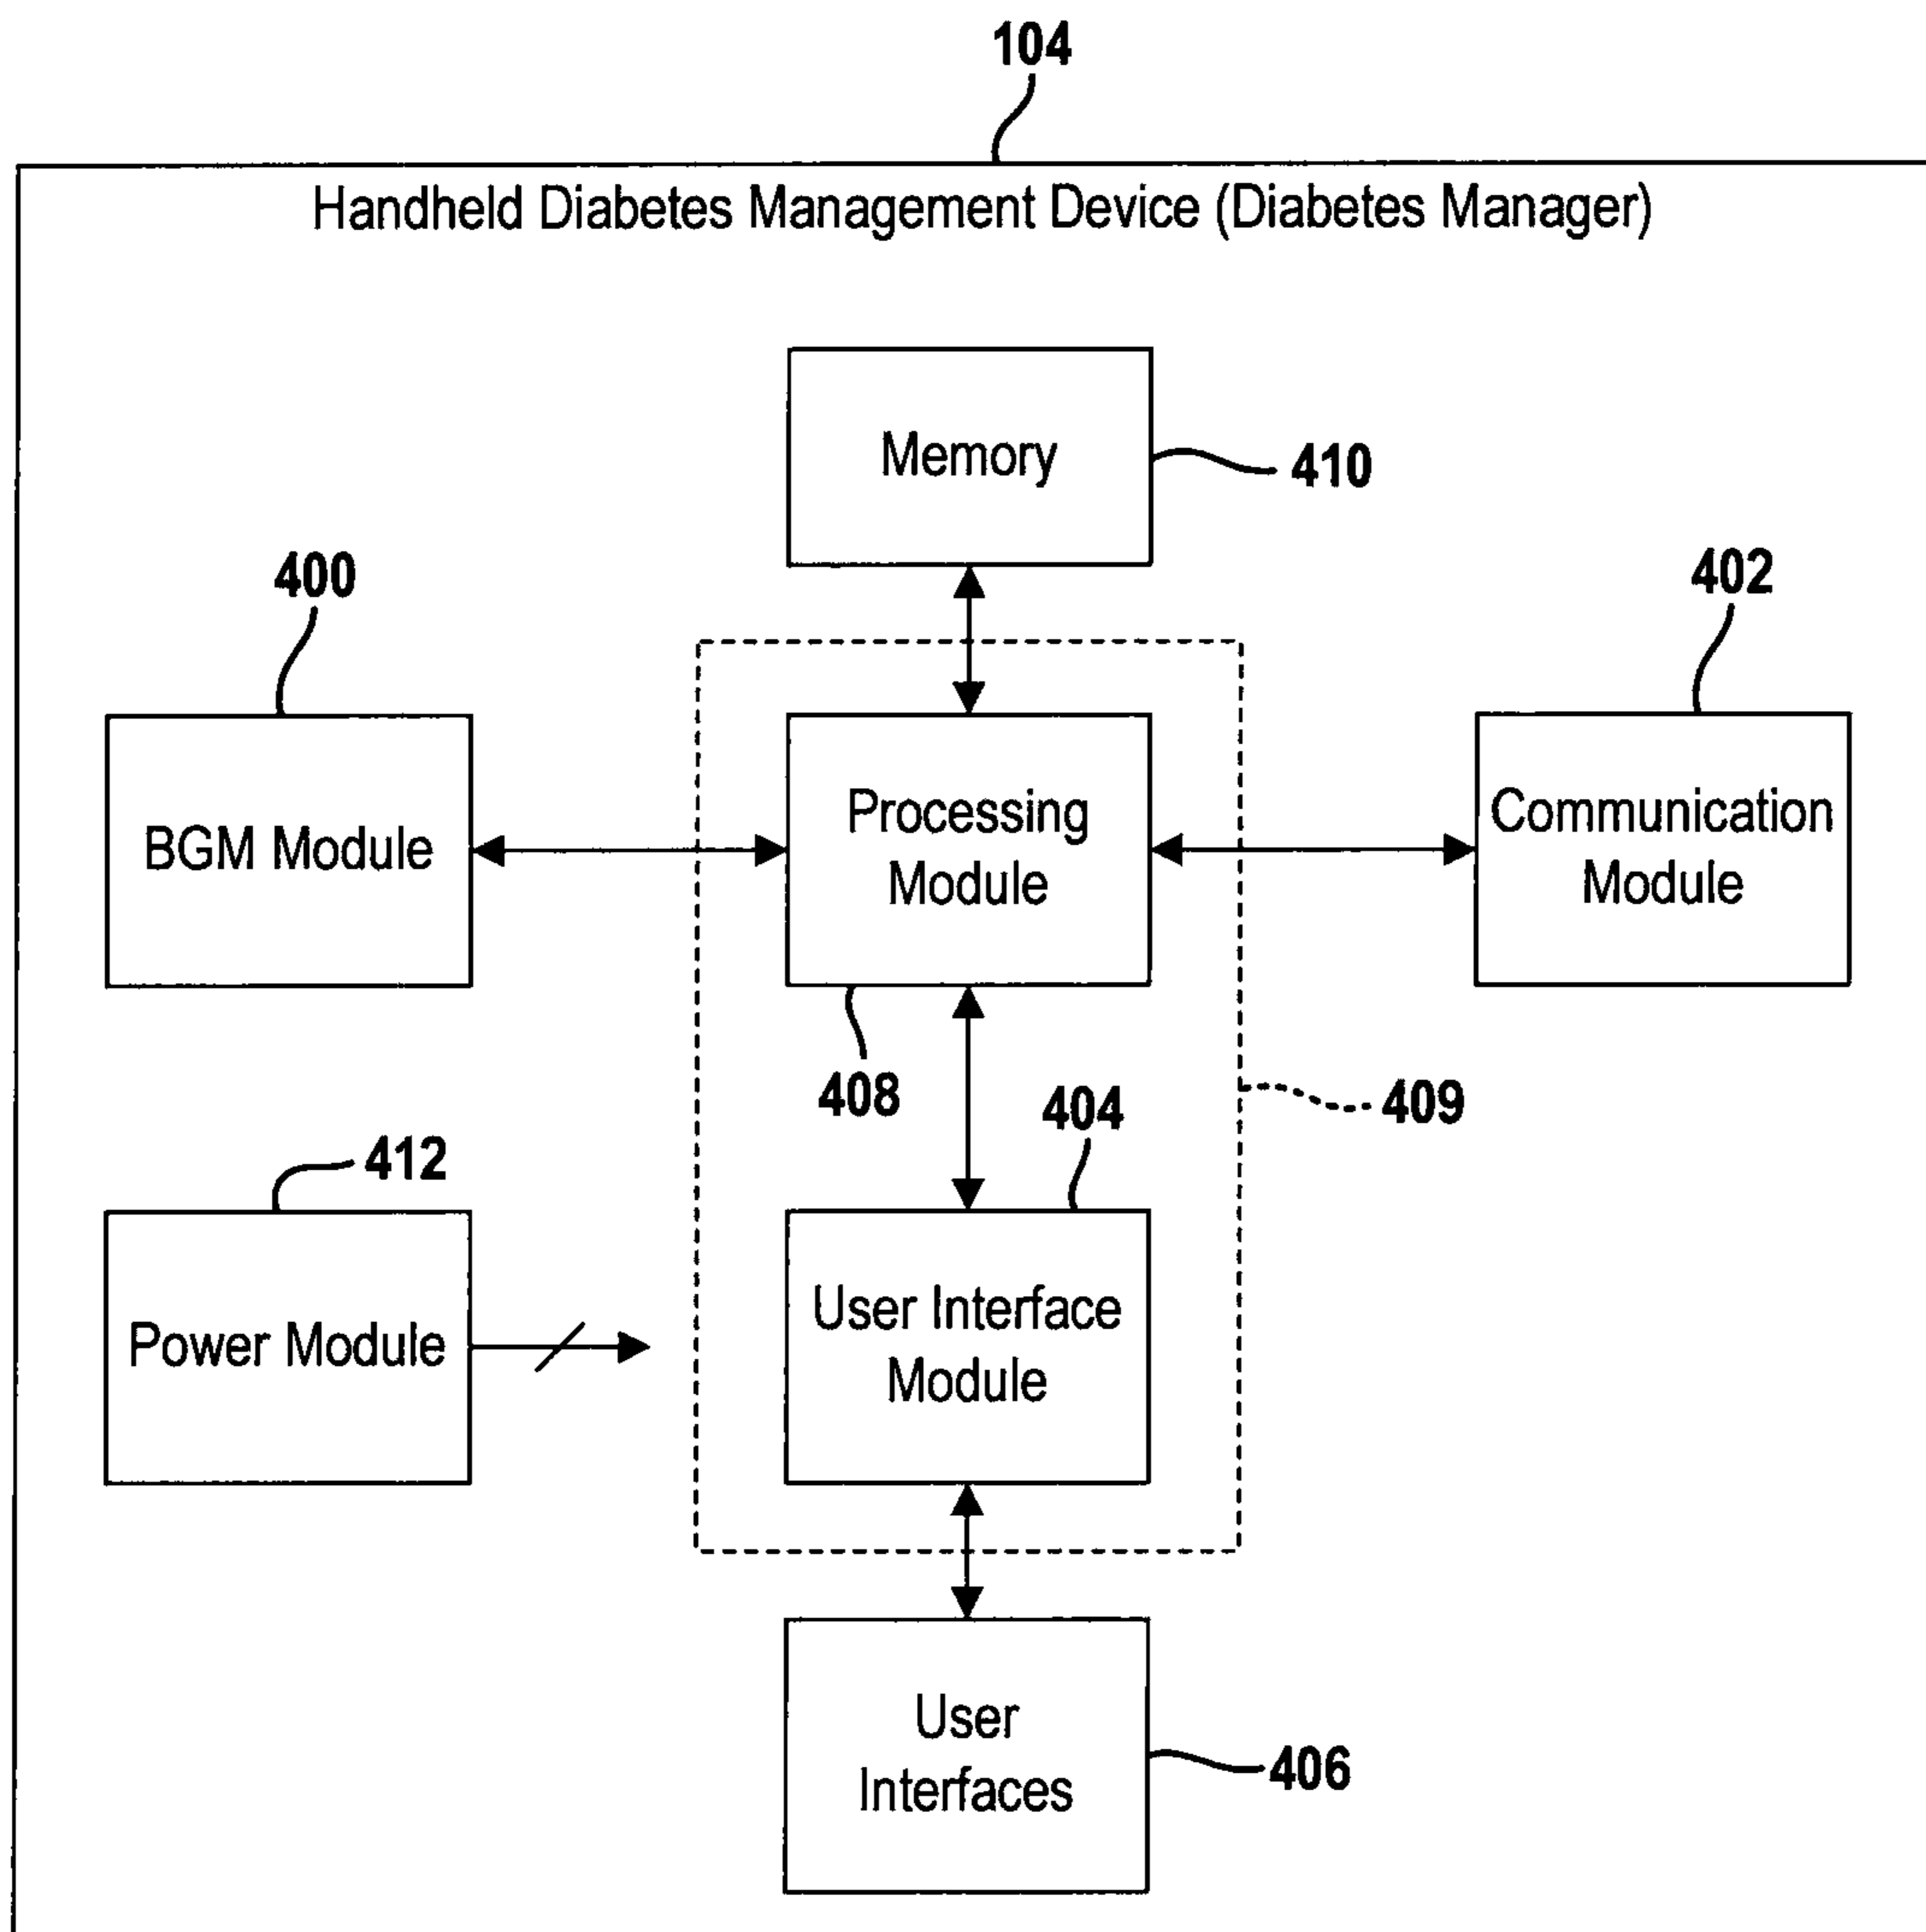 104
Handheld Diabetes Management Device (Diabetes Manager)
Memory
410
400
402
BGM Module
Processing
Module
Communication
Module
408
404
409
412
Power Module
User Interface
Module
User
Interfaces
406